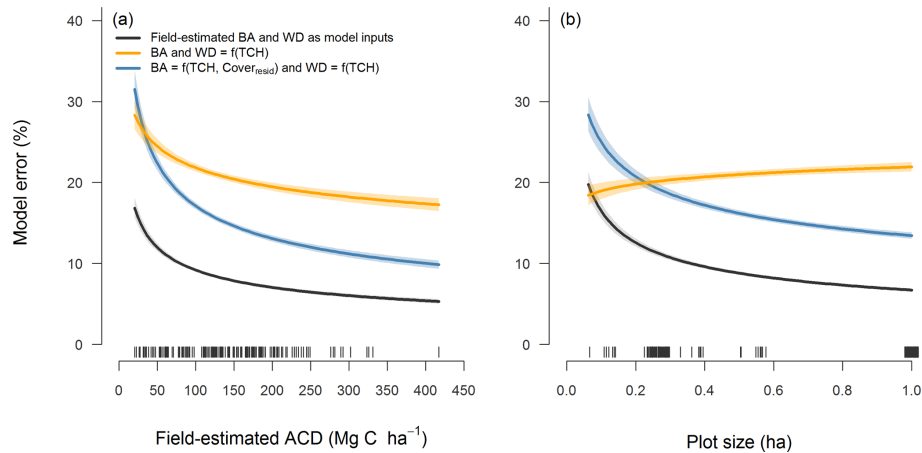 (a)
Field-estimated BA and WD as model inputs
BA and WD = f(TCH)
BA = f(TCH, Cover_resid) and WD = f(TCH)
Model error (%)
40
30
20
10
0
0 50 100 150 200 250 300 350 400 450
Field-estimated ACD (Mg C ha⁻¹)
(b)
40
30
20
10
0
0.0 0.2 0.4 0.6 0.8 1.0
Plot size (ha)